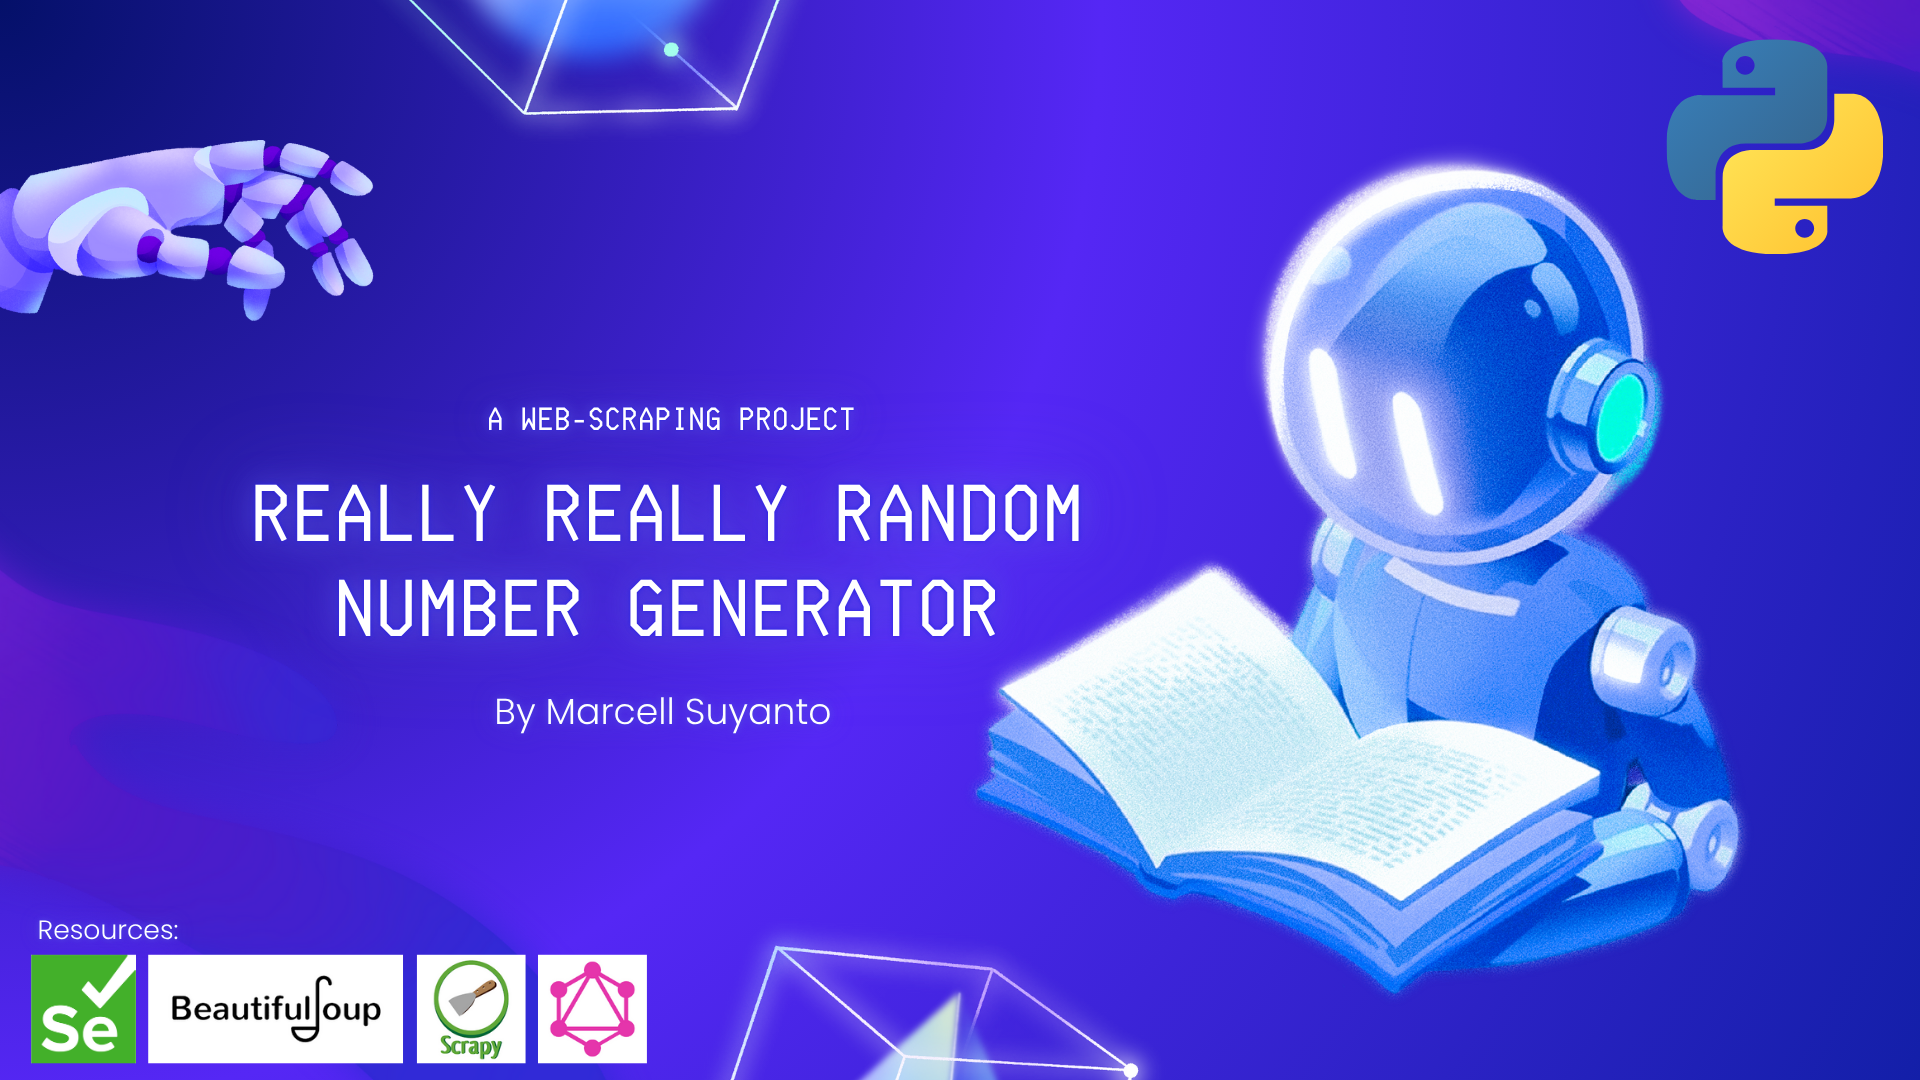 A WEB-SCRAPING PROJECT
REALLY REALLY RANDOM
NUMBER GENERATOR
By Marcell Suyanto
Resources:
Se
BeautifulSoup
Scrapy